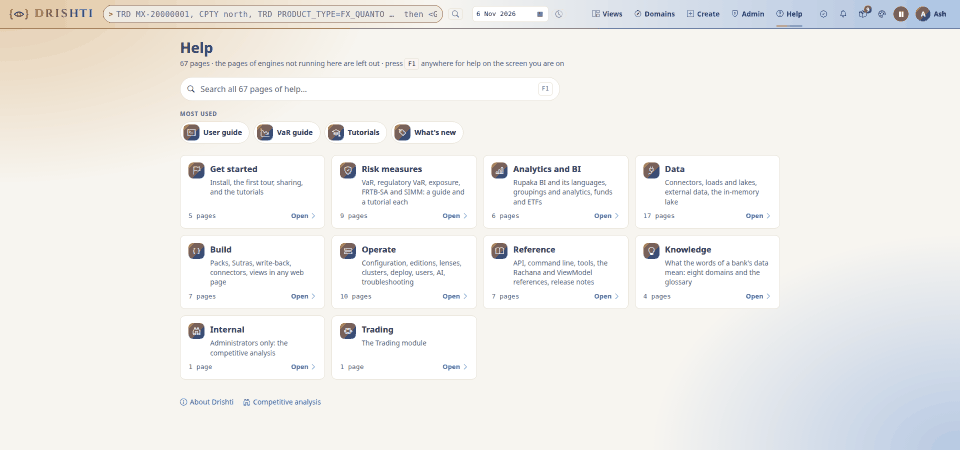 {<>} DRISHTI
> TRD MX-20000001, CPTY north, TRD PRODUCT_TYPE=FX_QUANTO … then <G
6 Nov 2026
Views
Domains
Create
Admin
Help
9
A Ash
Help
67 pages · the pages of engines not running here are left out · press F1 anywhere for help on the screen you are on
Search all 67 pages of help...
F1
MOST USED
User guide
VaR guide
Tutorials
What's new
Get started
Install, the first tour, sharing,
and the tutorials
5 pages
Open
Risk measures
VaR, regulatory VaR, exposure,
FRTB-SA and SIMM: a guide and
a tutorial each
9 pages
Open
Analytics and BI
Rupaka BI and its languages,
groupings and analytics, funds
and ETFs
6 pages
Open
Data
Connectors, loads and lakes,
external data, the in-memory
lake
17 pages
Open
Build
Packs, Sutras, write-back,
connectors, views in any web
page
7 pages
Open
Operate
Configuration, editions, lenses,
clusters, deploy, users, AI,
troubleshooting
10 pages
Open
Reference
API, command line, tools, the
Rachana and ViewModel
references, release notes
7 pages
Open
Knowledge
What the words of a bank's data
mean: eight domains and the
glossary
4 pages
Open
Internal
Administrators only: the
competitive analysis
1 page
Open
Trading
The Trading module
1 page
Open
About Drishti
Competitive analysis